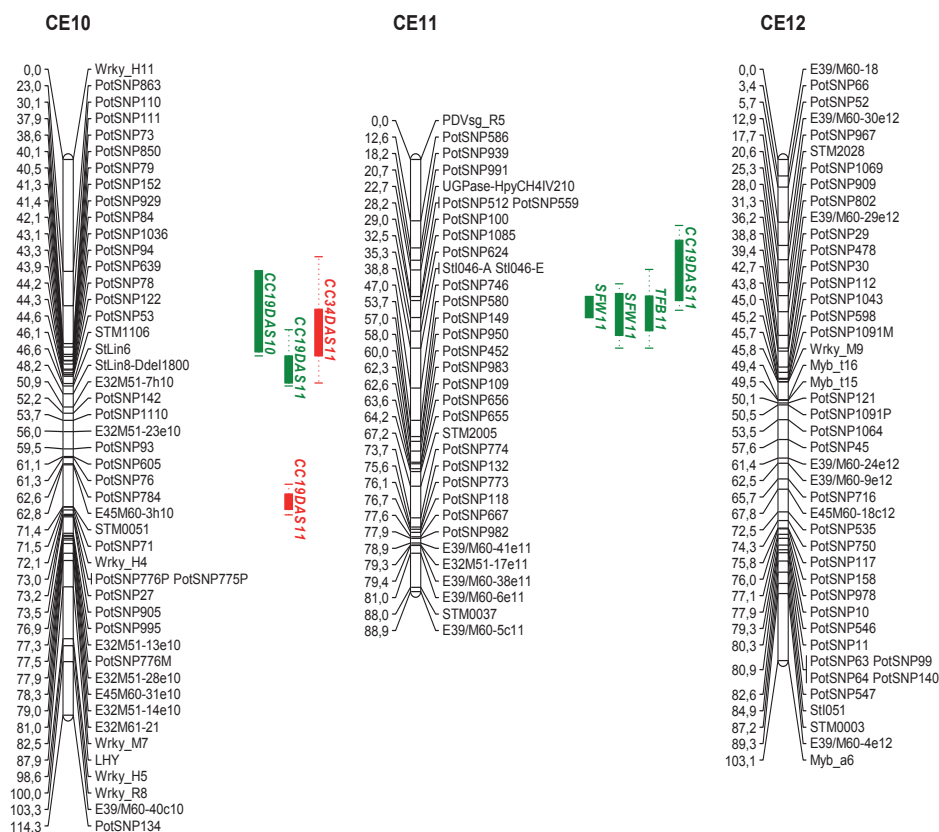 CE10
0,0 Wrky_H11
23,0 PotSNP863
30,1 PotSNP110
37,9 PotSNP111
38,6 PotSNP73
40,1 PotSNP850
40,5 PotSNP79
41,3 PotSNP152
41,4 PotSNP929
42,1 PotSNP84
43,1 PotSNP1036
43,3 PotSNP94
43,9 PotSNP639
44,2 PotSNP78
44,3 PotSNP122
44,6 PotSNP53
46,1 STM1106
46,6 StLin6
48,2 StLin8-Ddel1800
50,9 E32M51-7h10
52,2 PotSNP142
53,7 PotSNP1110
56,0 E32M51-23e10
59,5 PotSNP93
61,1 PotSNP605
61,3 PotSNP76
62,6 PotSNP784
62,8 E45M60-3h10
71,4 STM0051
71,5 PotSNP71
72,1 Wrky_H4
73,0 PotSNP776P PotSNP775P
73,2 PotSNP27
73,5 PotSNP905
76,9 PotSNP995
77,3 E32M51-13e10
77,5 PotSNP776M
77,9 E32M51-28e10
78,3 E45M60-31e10
79,0 E32M51-14e10
81,0 E32M61-21
82,5 Wrky_M7
87,9 LHY
98,6 Wrky_H5
100,0 Wrky_R8
103,3 E39/M60-40c10
114,3 PotSNP134
CC19DAS10
CC19DAS11
CC34DAS11
CC19DAS11
CE11
0,0 PDVsg_R5
12,6 PotSNP586
18,2 PotSNP939
20,7 PotSNP991
22,7 UGPase-HpyCH4IV210
28,2 PotSNP512 PotSNP559
29,0 PotSNP100
32,5 PotSNP1085
35,3 PotSNP624
38,8 StI046-A StI046-E
47,0 PotSNP746
53,7 PotSNP580
57,0 PotSNP149
58,0 PotSNP950
60,0 PotSNP452
62,3 PotSNP983
62,6 PotSNP109
63,6 PotSNP656
64,2 PotSNP655
67,2 STM2005
73,7 PotSNP774
75,6 PotSNP132
76,1 PotSNP773
76,7 PotSNP118
77,6 PotSNP667
77,9 PotSNP982
78,9 E39/M60-41e11
79,3 E32M51-17e11
79,4 E39/M60-38e11
81,0 E39/M60-6e11
88,0 STM0037
88,9 E39/M60-5c11
SFW11
SFW11
TFB11
CC19DAS11
CE12
0,0 E39/M60-18
3,4 PotSNP66
5,7 PotSNP52
12,9 E39/M60-30e12
17,7 PotSNP967
20,6 STM2028
25,3 PotSNP1069
28,0 PotSNP909
31,3 PotSNP802
36,2 E39/M60-29e12
38,8 PotSNP29
39,4 PotSNP478
42,7 PotSNP30
43,8 PotSNP112
45,0 PotSNP1043
45,2 PotSNP598
45,7 PotSNP1091M
45,8 Wrky_M9
49,4 Myb_t16
49,5 Myb_t15
50,1 PotSNP121
50,5 PotSNP1091P
53,5 PotSNP1064
57,6 PotSNP45
61,4 E39/M60-24e12
62,5 E39/M60-9e12
65,7 PotSNP716
67,8 E45M60-18c12
72,5 PotSNP535
74,3 PotSNP750
75,8 PotSNP117
76,0 PotSNP158
77,1 PotSNP978
77,9 PotSNP10
79,3 PotSNP546
80,3 PotSNP11
PotSNP63 PotSNP99
80,9 PotSNP64 PotSNP140
82,6 PotSNP547
84,9 StI051
87,2 STM0003
89,3 E39/M60-4e12
103,1 Myb_a6